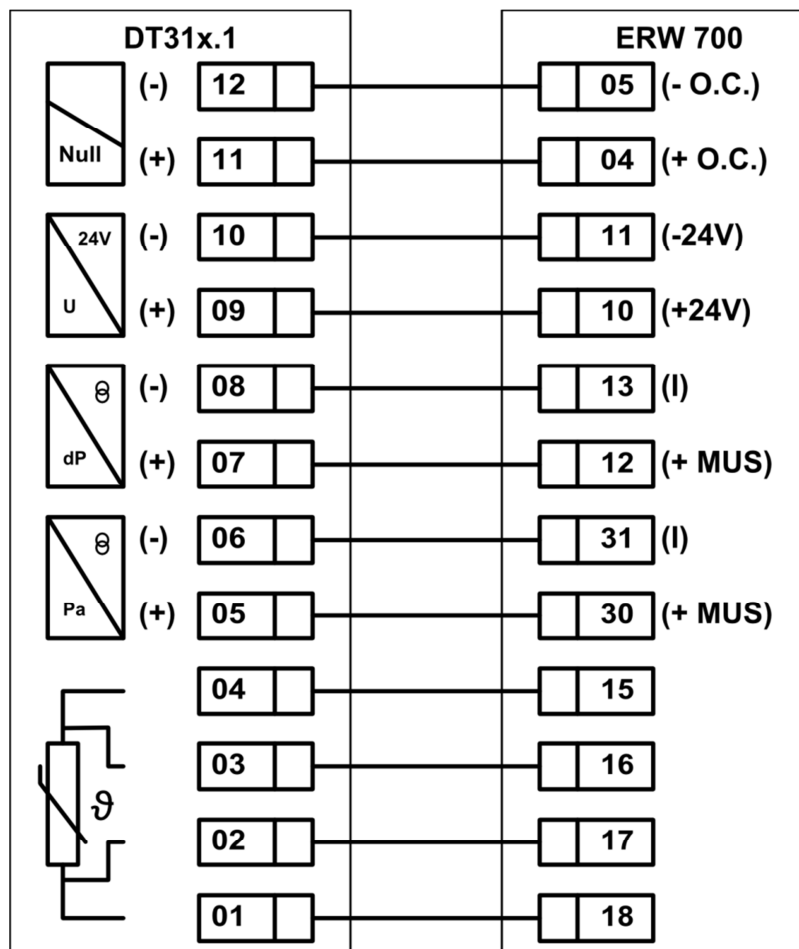 DT31x.1 ERW 700
(-) 12 05 (- O.C.)
Null (+) 11 04 (+ O.C.)
24V (-) 10 11 (-24V)
U (+) 09 10 (+24V)
(-) 08 13 (I)
dP (+) 07 12 (+ MUS)
(-) 06 31 (I)
Pa (+) 05 30 (+ MUS)
04 15
03 16
ϑ
02 17
01 18